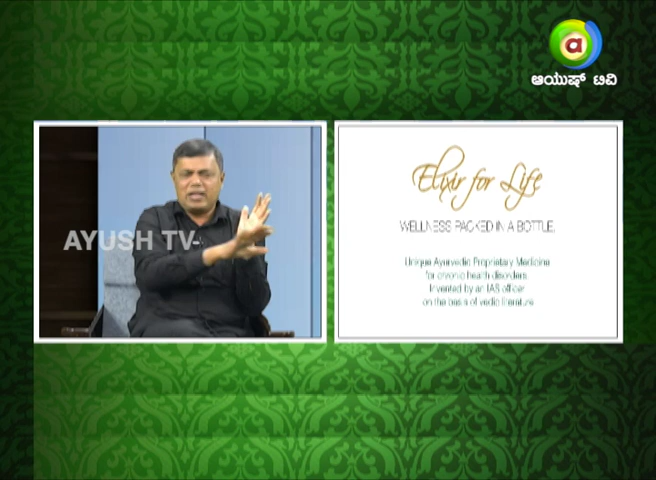 a
ಆಯುಷ್ ಟಿವಿ
AYUSH TV
Elixir for Life
WELLNESS PACKED IN A BOTTLE.
Unique Ayurvedic Proprietary Medicine
for chronic health disorders.
Invented by an IAS officer
on the basis of vedic literature